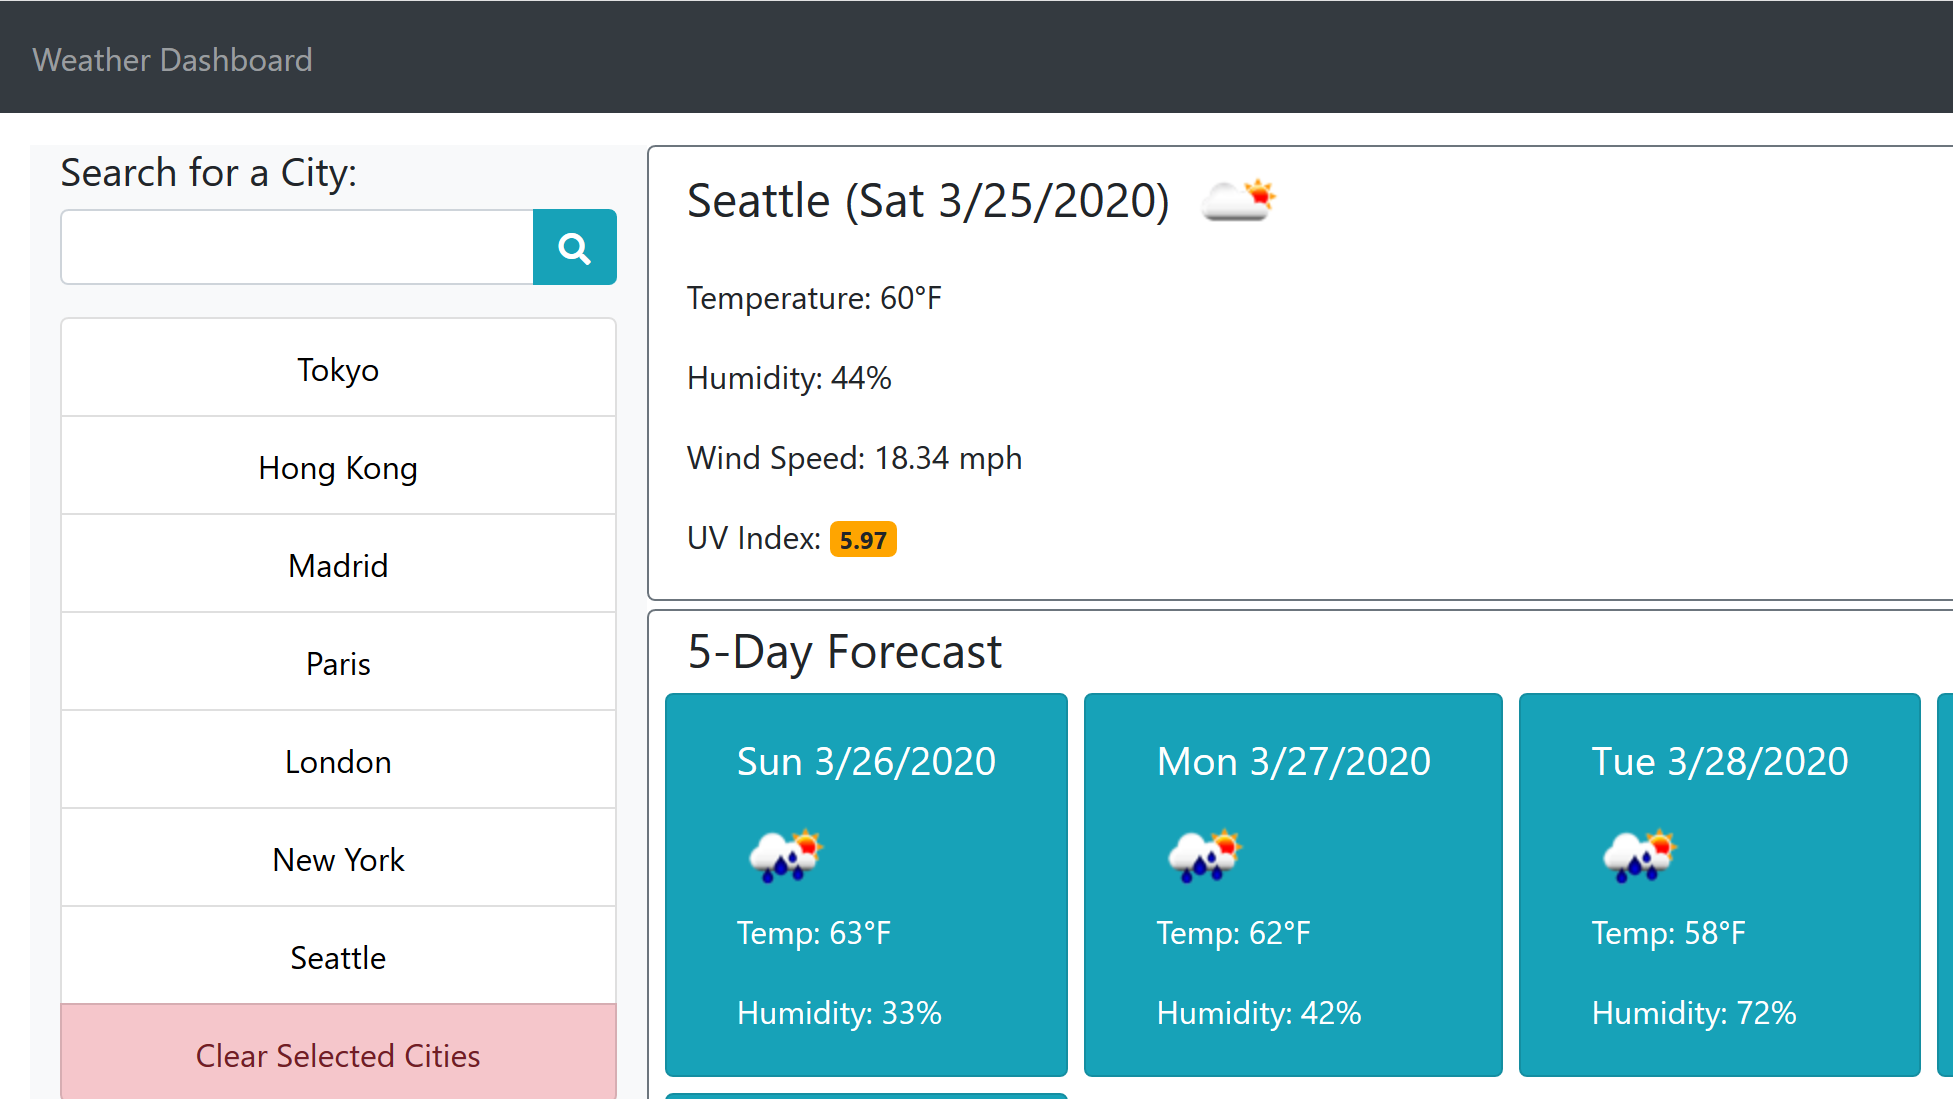 Weather Dashboard
Search for a City:
Tokyo
Hong Kong
Madrid
Paris
London
New York
Seattle
Clear Selected Cities
Seattle (Sat 3/25/2020)
Temperature: 60°F
Humidity: 44%
Wind Speed: 18.34 mph
UV Index: 5.97
5-Day Forecast
Sun 3/26/2020
Temp: 63°F
Humidity: 33%
Mon 3/27/2020
Temp: 62°F
Humidity: 42%
Tue 3/28/2020
Temp: 58°F
Humidity: 72%